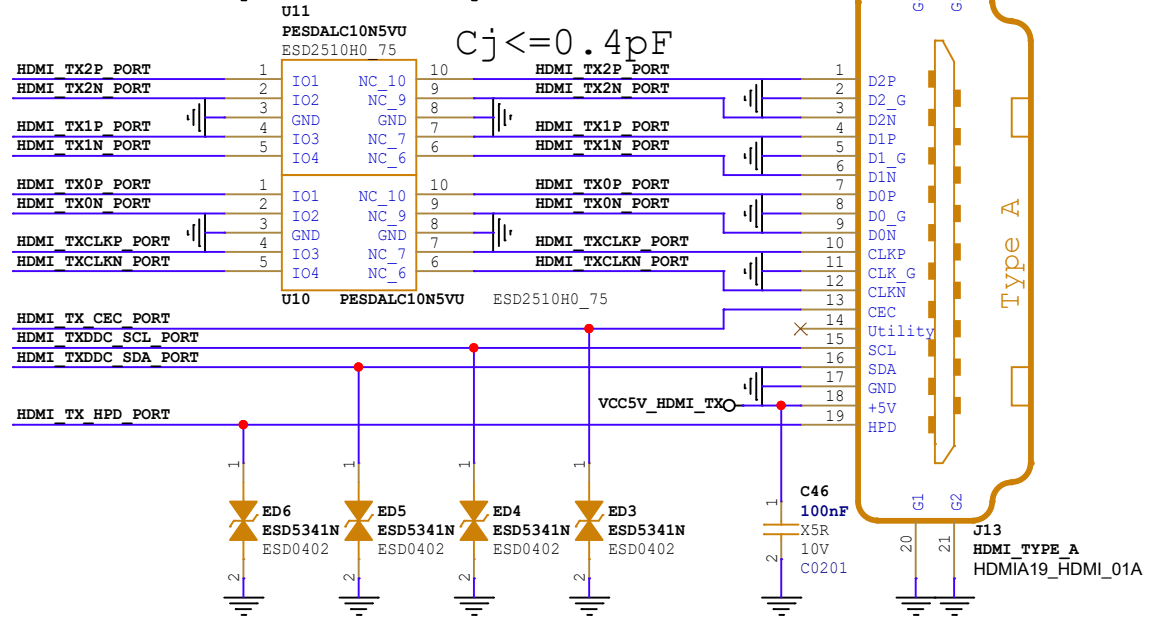 U11
PESDALC10N5VU
ESD2510H0_75
Cj<=0.4pF
HDMI_TX2P_PORT 1 IO1 NC_10 10 HDMI_TX2P_PORT 1 D2P
HDMI_TX2N_PORT 2 IO2 NC_9 9 HDMI_TX2N_PORT 2 D2_G
3 GND GND 8 3 D2N
HDMI_TX1P_PORT 4 IO3 NC_7 7 HDMI_TX1P_PORT 4 D1P
HDMI_TX1N_PORT 5 IO4 NC_6 6 HDMI_TX1N_PORT 5 D1_G
6 D1N
HDMI_TX0P_PORT 1 IO1 NC_10 10 HDMI_TX0P_PORT 7 D0P
HDMI_TX0N_PORT 2 IO2 NC_9 9 HDMI_TX0N_PORT 8 D0_G
3 GND GND 8 9 D0N
HDMI_TXCLKP_PORT 4 IO3 NC_7 7 HDMI_TXCLKP_PORT 10 CLKP
HDMI_TXCLKN_PORT 5 IO4 NC_6 6 HDMI_TXCLKN_PORT 11 CLK_G
12 CLKN
Type A
U10 PESDALC10N5VU ESD2510H0_75
HDMI_TX_CEC_PORT 13 CEC
14 Utility
HDMI_TXDDC_SCL_PORT 15 SCL
HDMI_TXDDC_SDA_PORT 16 SDA
17 GND
VCC5V_HDMI_TX 18 +5V
HDMI_TX_HPD_PORT 19 HPD
1 1 1 1 1
ED6
ESD5341N
ESD0402
2
ED5
ESD5341N
ESD0402
2
ED4
ESD5341N
ESD0402
2
ED3
ESD5341N
ESD0402
2
C46
100nF
X5R
10V
C0201
2
G1 G2
20 21
J13
HDMI_TYPE_A
HDMIA19_HDMI_01A